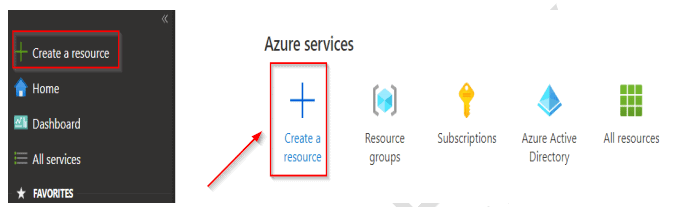 «
Create a resource
Home
Dashboard
All services
FAVORITES
Azure services
Create a
resource
Resource
groups
Subscriptions
Azure Active
Directory
All resources